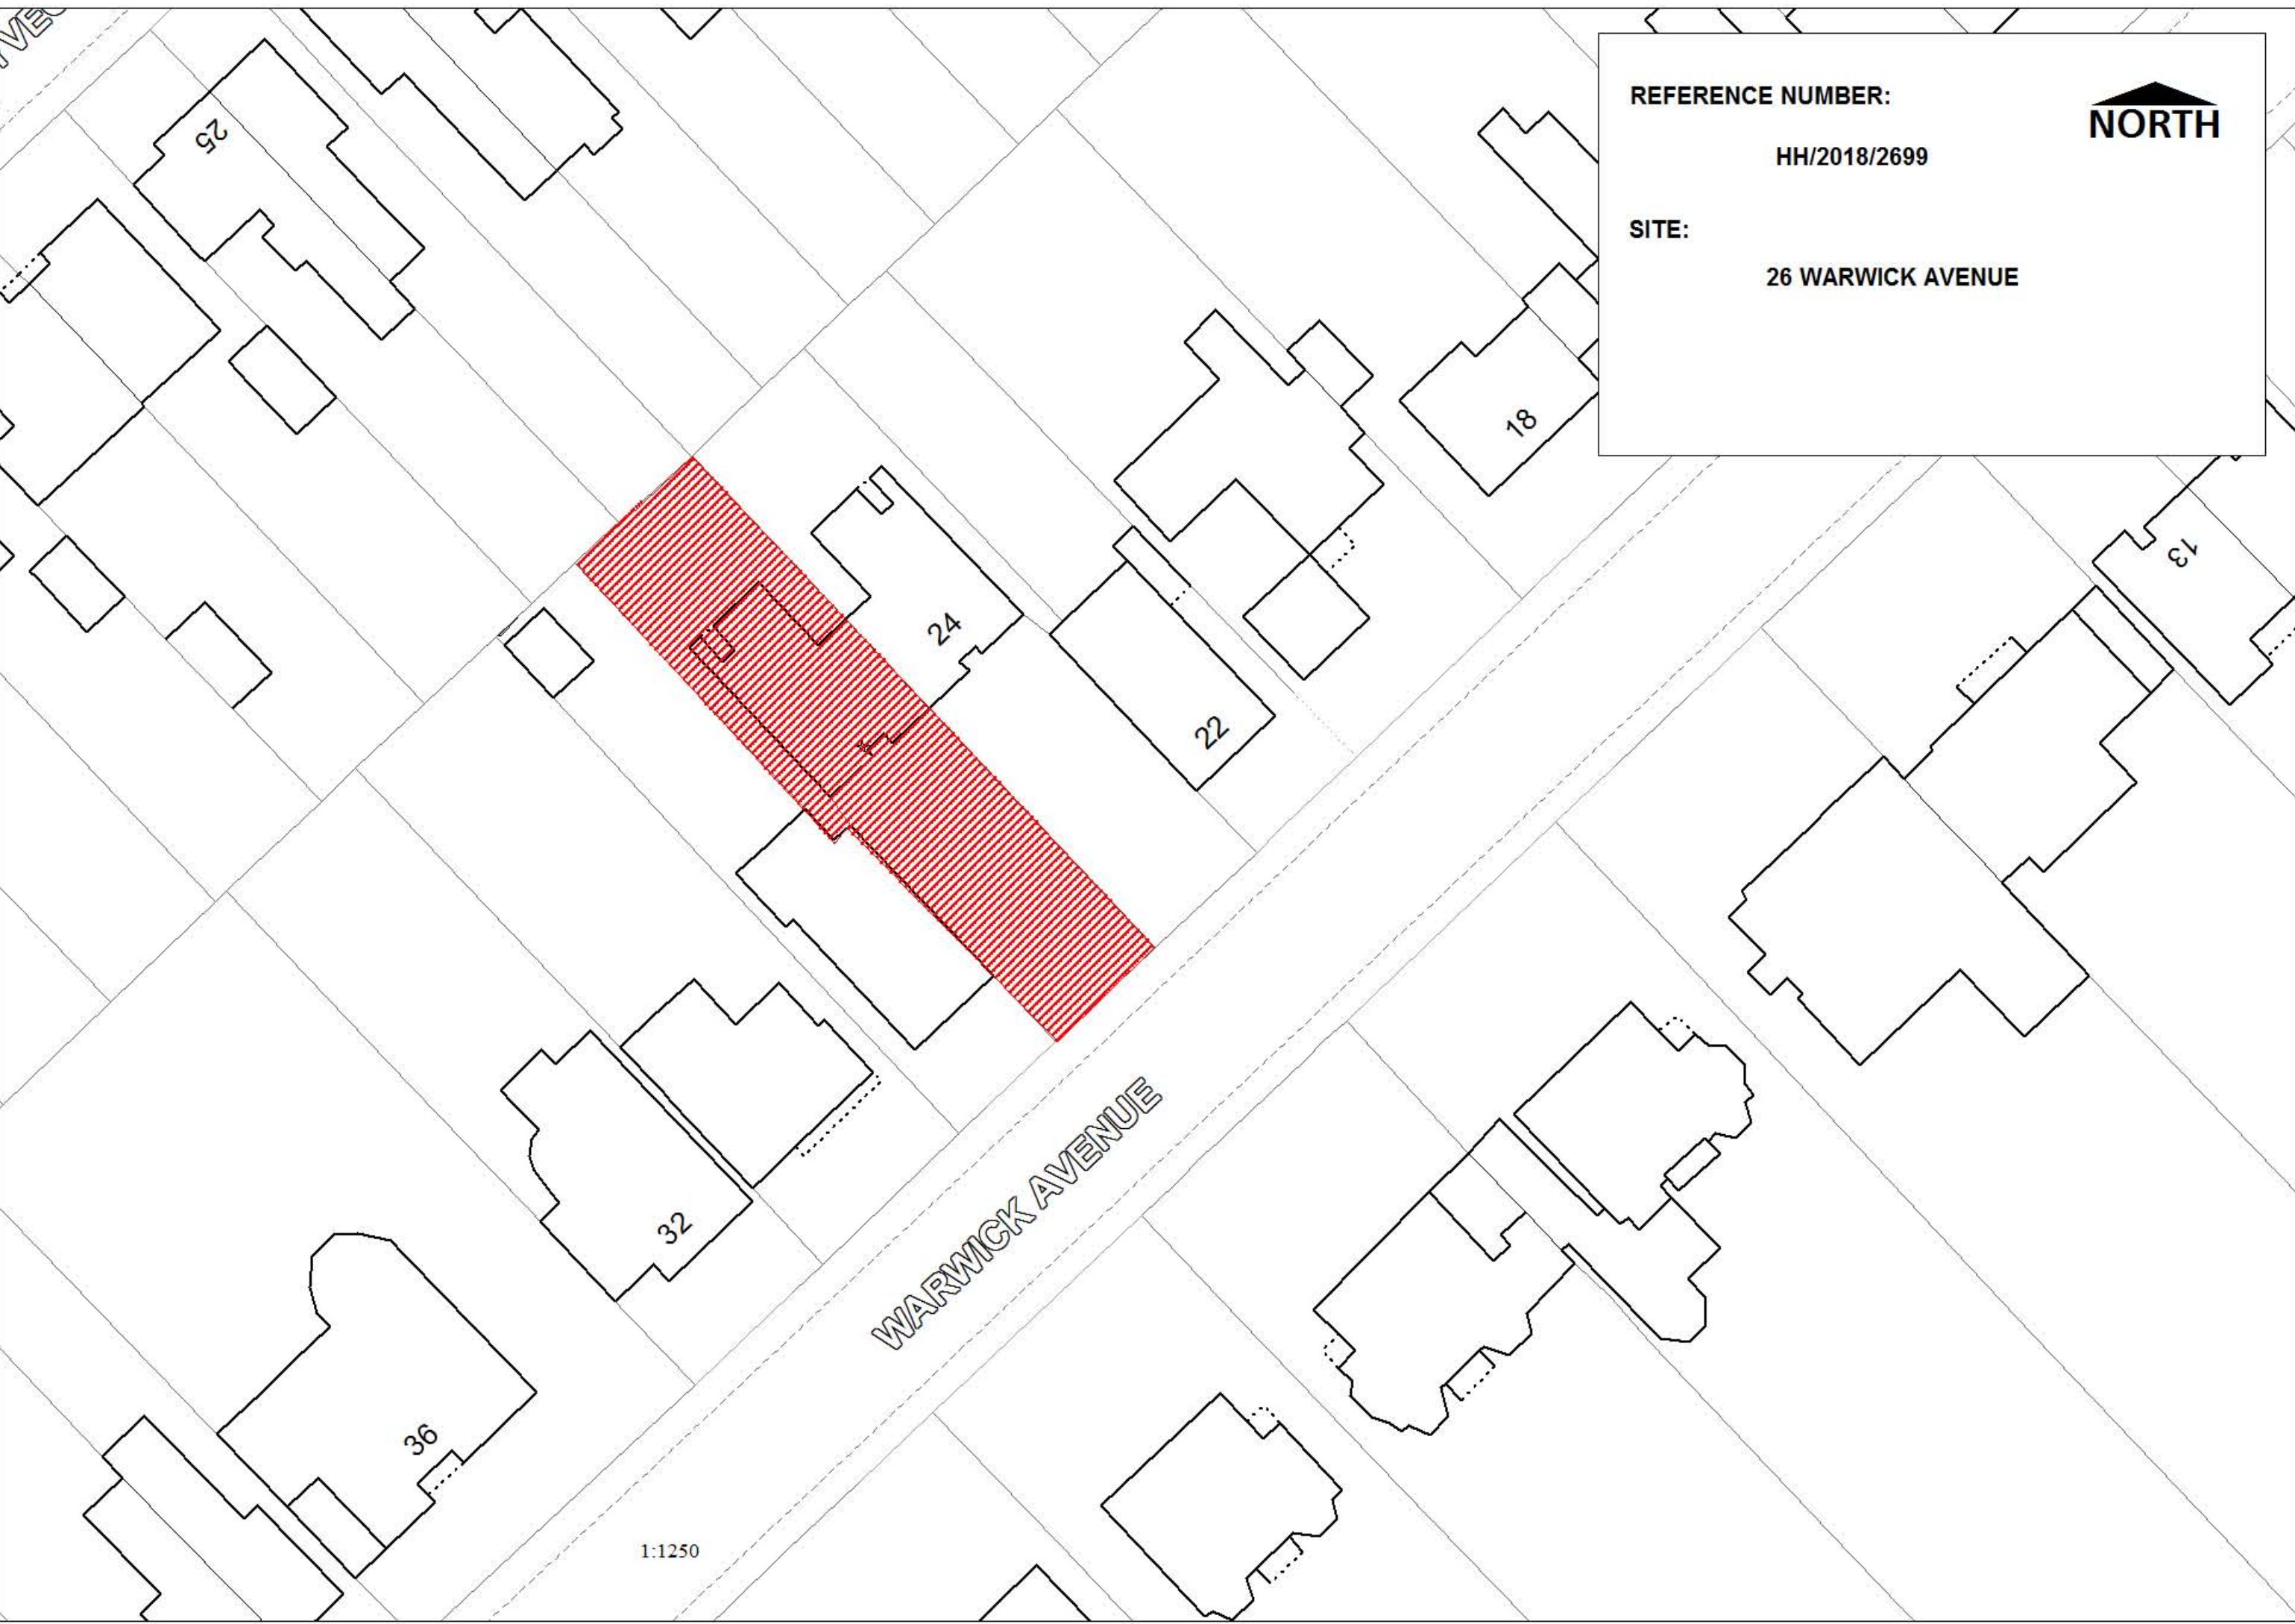 REFERENCE NUMBER:
NORTH
HH/2018/2699
SITE:
26 WARWICK AVENUE
25
18
13
24
22
32
WARWICK AVENUE
36
1:1250